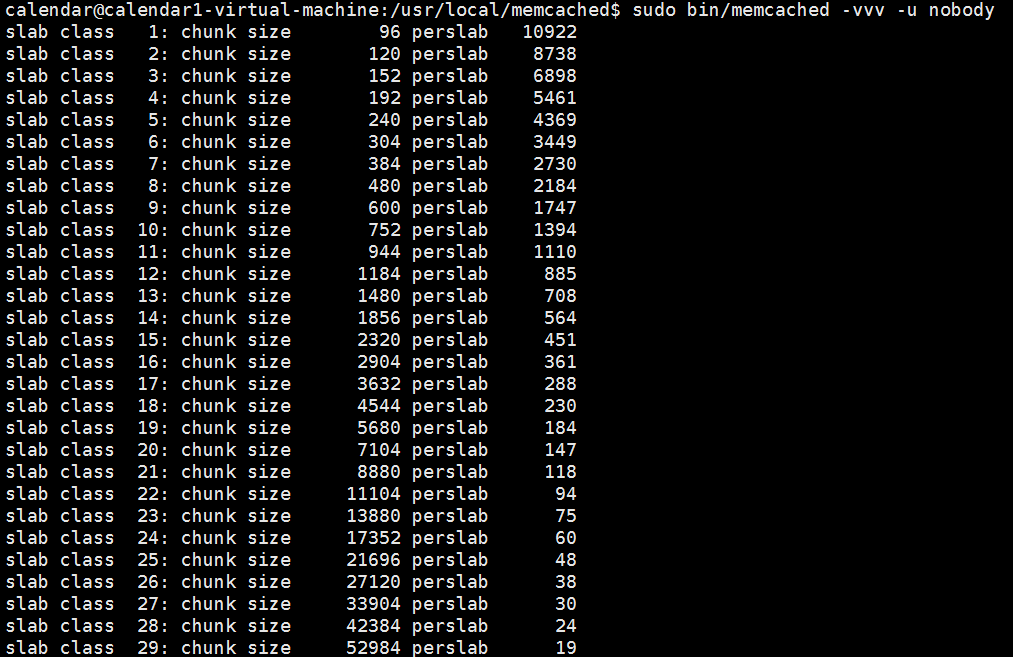 calendar@calendar1-virtual-machine:/usr/local/memcached$ sudo bin/memcached -vvv -u nobody
slab class   1: chunk size        96 perslab   10922
slab class   2: chunk size       120 perslab    8738
slab class   3: chunk size       152 perslab    6898
slab class   4: chunk size       192 perslab    5461
slab class   5: chunk size       240 perslab    4369
slab class   6: chunk size       304 perslab    3449
slab class   7: chunk size       384 perslab    2730
slab class   8: chunk size       480 perslab    2184
slab class   9: chunk size       600 perslab    1747
slab class  10: chunk size       752 perslab    1394
slab class  11: chunk size       944 perslab    1110
slab class  12: chunk size      1184 perslab     885
slab class  13: chunk size      1480 perslab     708
slab class  14: chunk size      1856 perslab     564
slab class  15: chunk size      2320 perslab     451
slab class  16: chunk size      2904 perslab     361
slab class  17: chunk size      3632 perslab     288
slab class  18: chunk size      4544 perslab     230
slab class  19: chunk size      5680 perslab     184
slab class  20: chunk size      7104 perslab     147
slab class  21: chunk size      8880 perslab     118
slab class  22: chunk size     11104 perslab      94
slab class  23: chunk size     13880 perslab      75
slab class  24: chunk size     17352 perslab      60
slab class  25: chunk size     21696 perslab      48
slab class  26: chunk size     27120 perslab      38
slab class  27: chunk size     33904 perslab      30
slab class  28: chunk size     42384 perslab      24
slab class  29: chunk size     52984 perslab      19